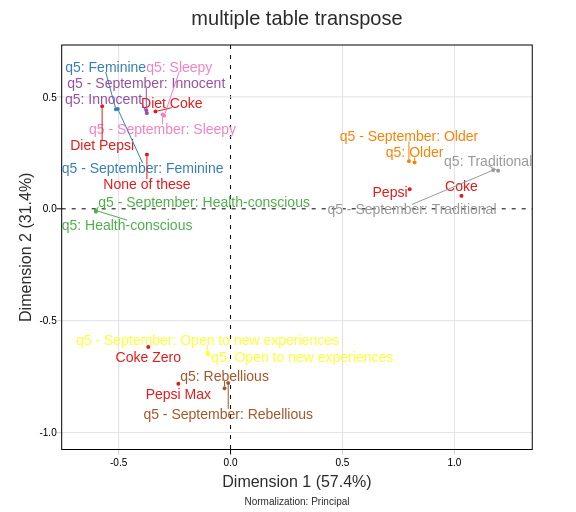 multiple table transpose
q5: Feminine
q5: Sleepy
q5 - September: Innocent
q5: Innocent
Diet Coke
q5 - September: Sleepy
Diet Pepsi
q5 - September: Feminine
None of these
q5 - September: Health-conscious
q5: Health-conscious
q5 - September: Older
q5: Older
q5: Traditional
Pepsi
Coke
q5 - September: Traditional
q5 - September: Open to new experiences
Coke Zero
q5: Open to new experiences
q5: Rebellious
Pepsi Max
q5 - September: Rebellious
0.5
0.0
-0.5
-1.0
Dimension 2 (31.4%)
-0.5
0.0
0.5
1.0
Dimension 1 (57.4%)
Normalization: Principal